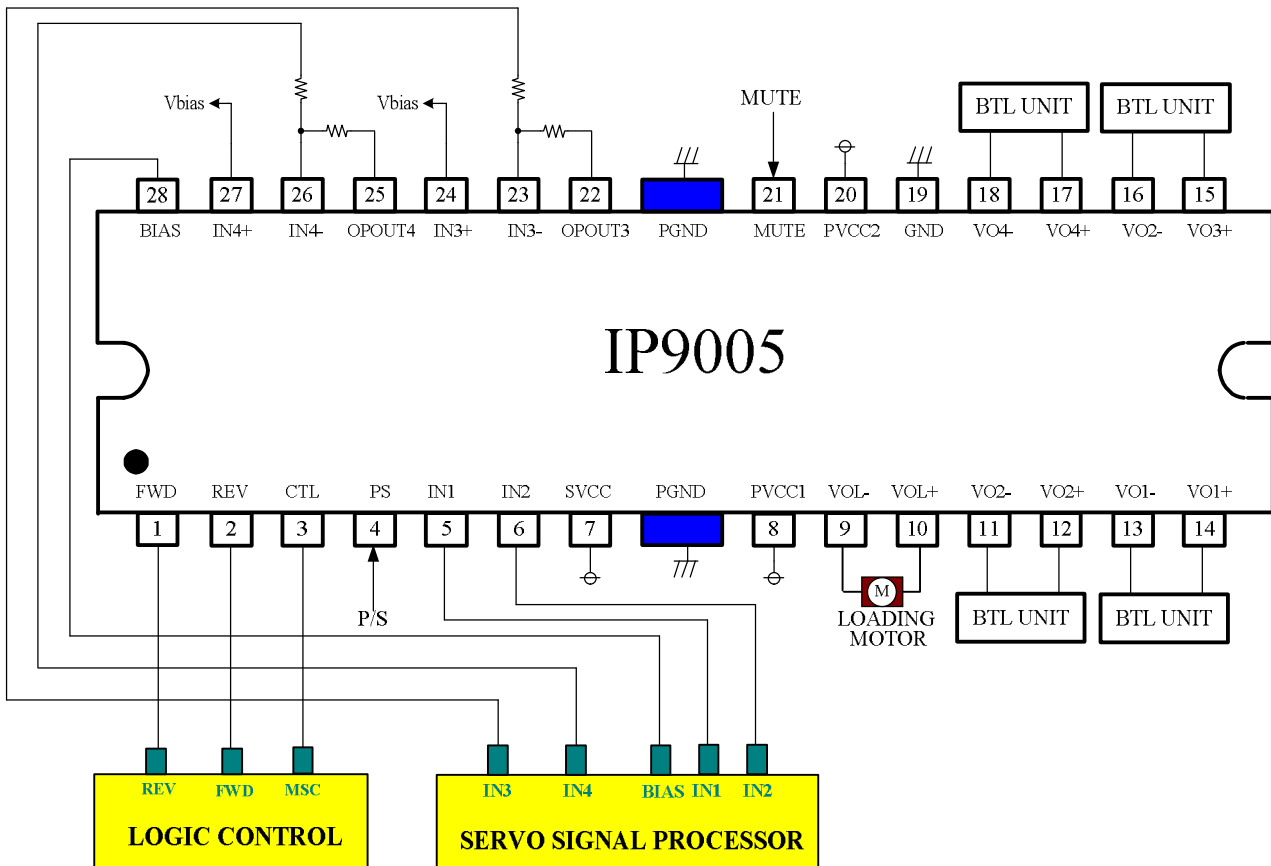 Vbias
Vbias
MUTE
BTL UNIT
BTL UNIT
28 27 26 25 24 23 22 21 20 19 18 17 16 15
BIAS IN4+ IN4- OPOUT4 IN3+ IN3- OPOUT3 PGND MUTE PVCC2 GND VO4- VO4+ VO2- VO3+
IP9005
FWD REV CTL PS IN1 IN2 SVCC PGND PVCC1 VOL- VOL+ VO2- VO2+ VO1- VO1+
1 2 3 4 5 6 7 8 9 10 11 12 13 14
P/S
M
LOADING
MOTOR
BTL UNIT
BTL UNIT
REV FWD MSC
LOGIC CONTROL
IN3 IN4 BIAS IN1 IN2
SERVO SIGNAL PROCESSOR